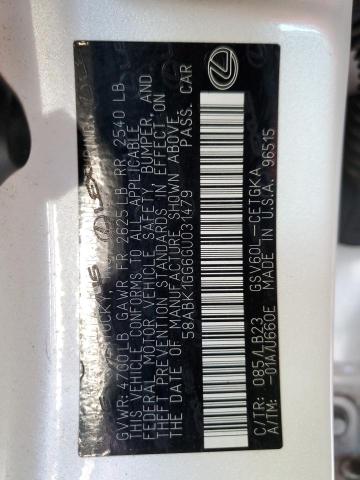 GVWR: 4700 LB GAWR FR 2625 LB RR 2540 LB
THIS VEHICLE CONFORMS TO ALL APPLICABLE
FEDERAL MOTOR VEHICLE SAFETY, BUMPER, AND
THEFT PREVENTION STANDARDS IN EFFECT ON
THE DATE OF MANUFACTURE SHOWN ABOVE.
58ABK1GG6GU031479 PASS. CAR
C/TR: 085/LB23 GSV60L-CETGKA
A/TM: -01A/U660E MADE IN U.S.A. 96515